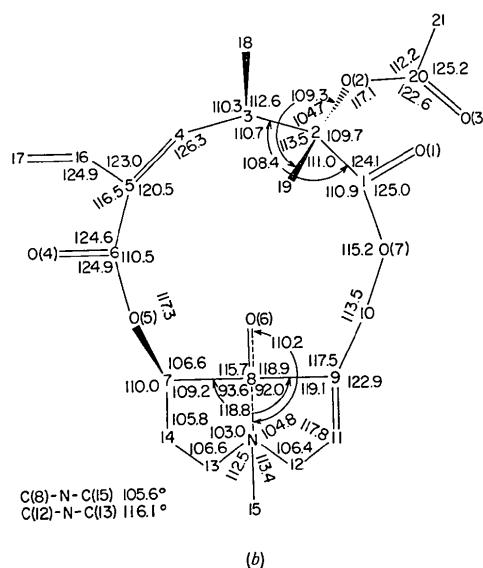 21
18
112.2 125.2
109.3 O(2) 20
117.1 122.6
110.3 112.6 104.7 O(3
3
4 110.7 113.5 2 109.7
126.3
17 16 123.0 111.0 124.1 O(1)
108.4
124.9 5 19 1
116.5 120.5 110.9 125.0
124.6 115.2 O(7)
O(4) 6 110.5
124.9
117.3 113.5 10
O(5) O(6)
110.2
106.6 115.7 118.9 117.5
7 8 9
110.0 109.2 93.6 92.0 119.1 122.9
118.8
105.8 103.0 104.8 117.8
14 N 11
106.6 106.4
13 112.5 113.4 12
15
C(8)-N-C(15) 105.6°
C(12)-N-C(13) 116.1°
(b)